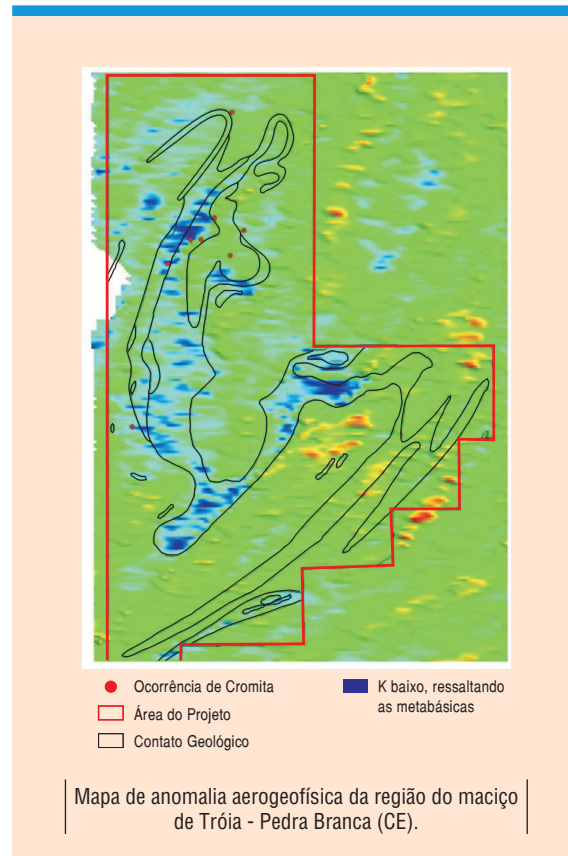 Ocorrência de Cromita
Área do Projeto
Contato Geológico
K baixo, ressaltando
as metabásicas
Mapa de anomalia aerogeofísica da região do maciço
de Tróia - Pedra Branca (CE).